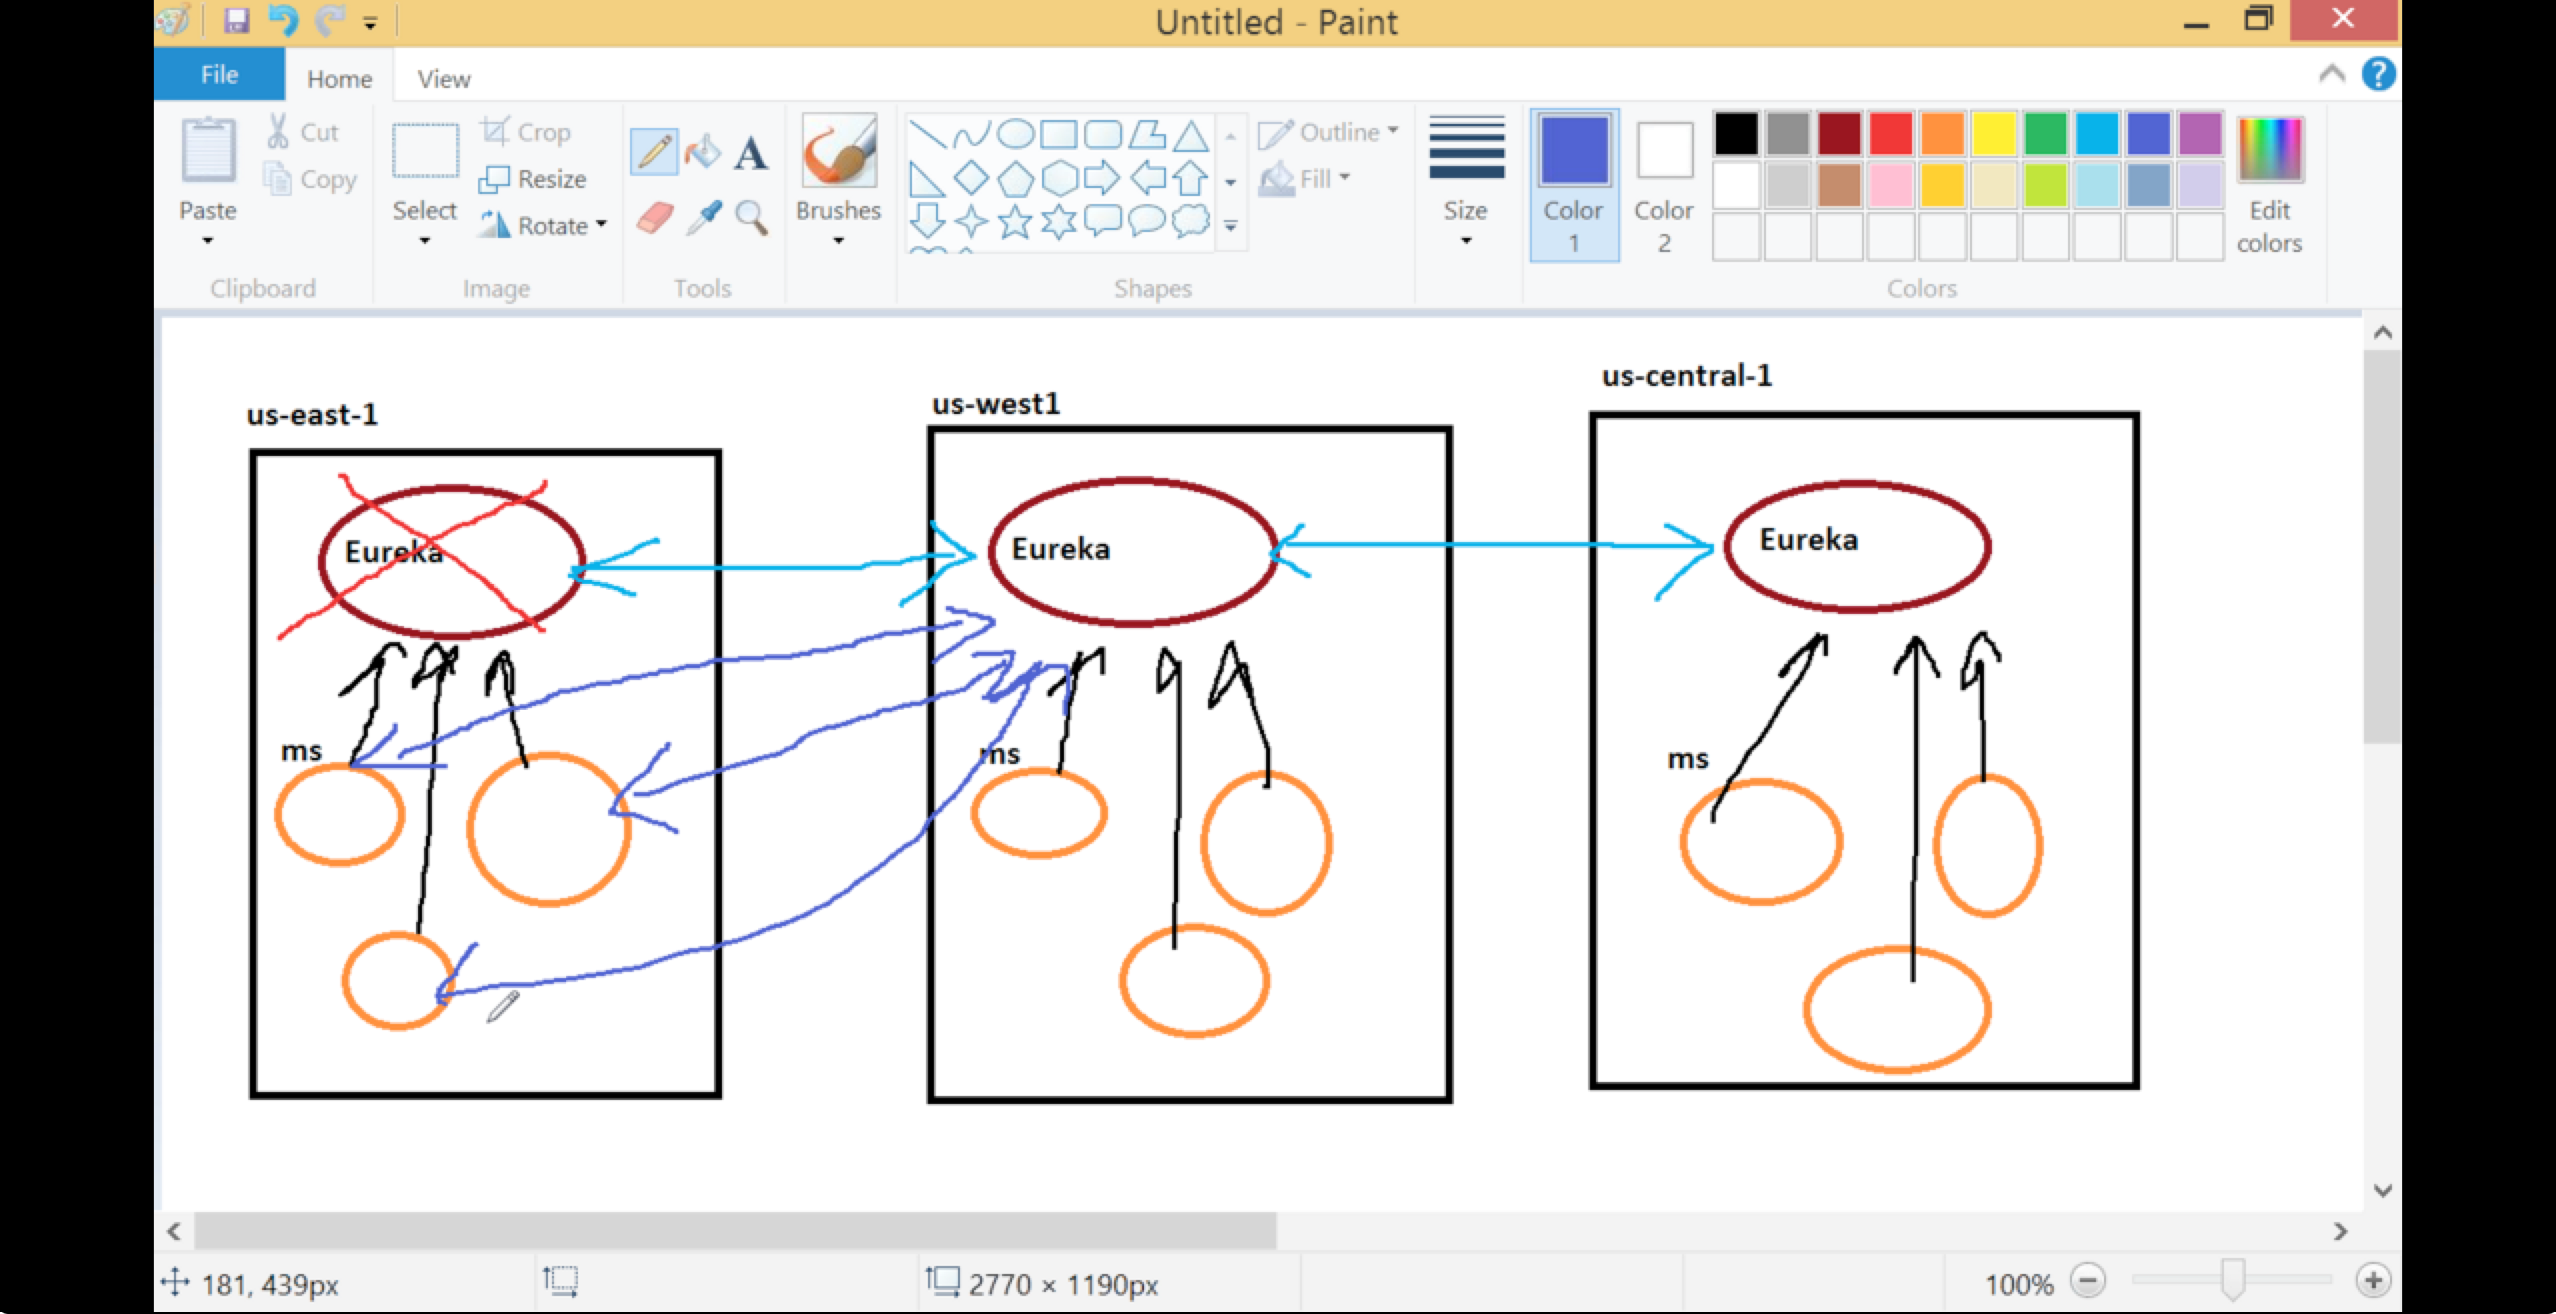 Untitled - Paint
File Home View
Cut
Copy
Paste
Clipboard
Crop
Resize
Rotate
Select
Image
A
Tools
Brushes
Outline
Fill
Shapes
Size
Color 1
Color 2
Edit colors
Colors
us-east-1
Eureka
ms
us-west1
Eureka
ms
us-central-1
Eureka
ms
181, 439px
2770 × 1190px
100%